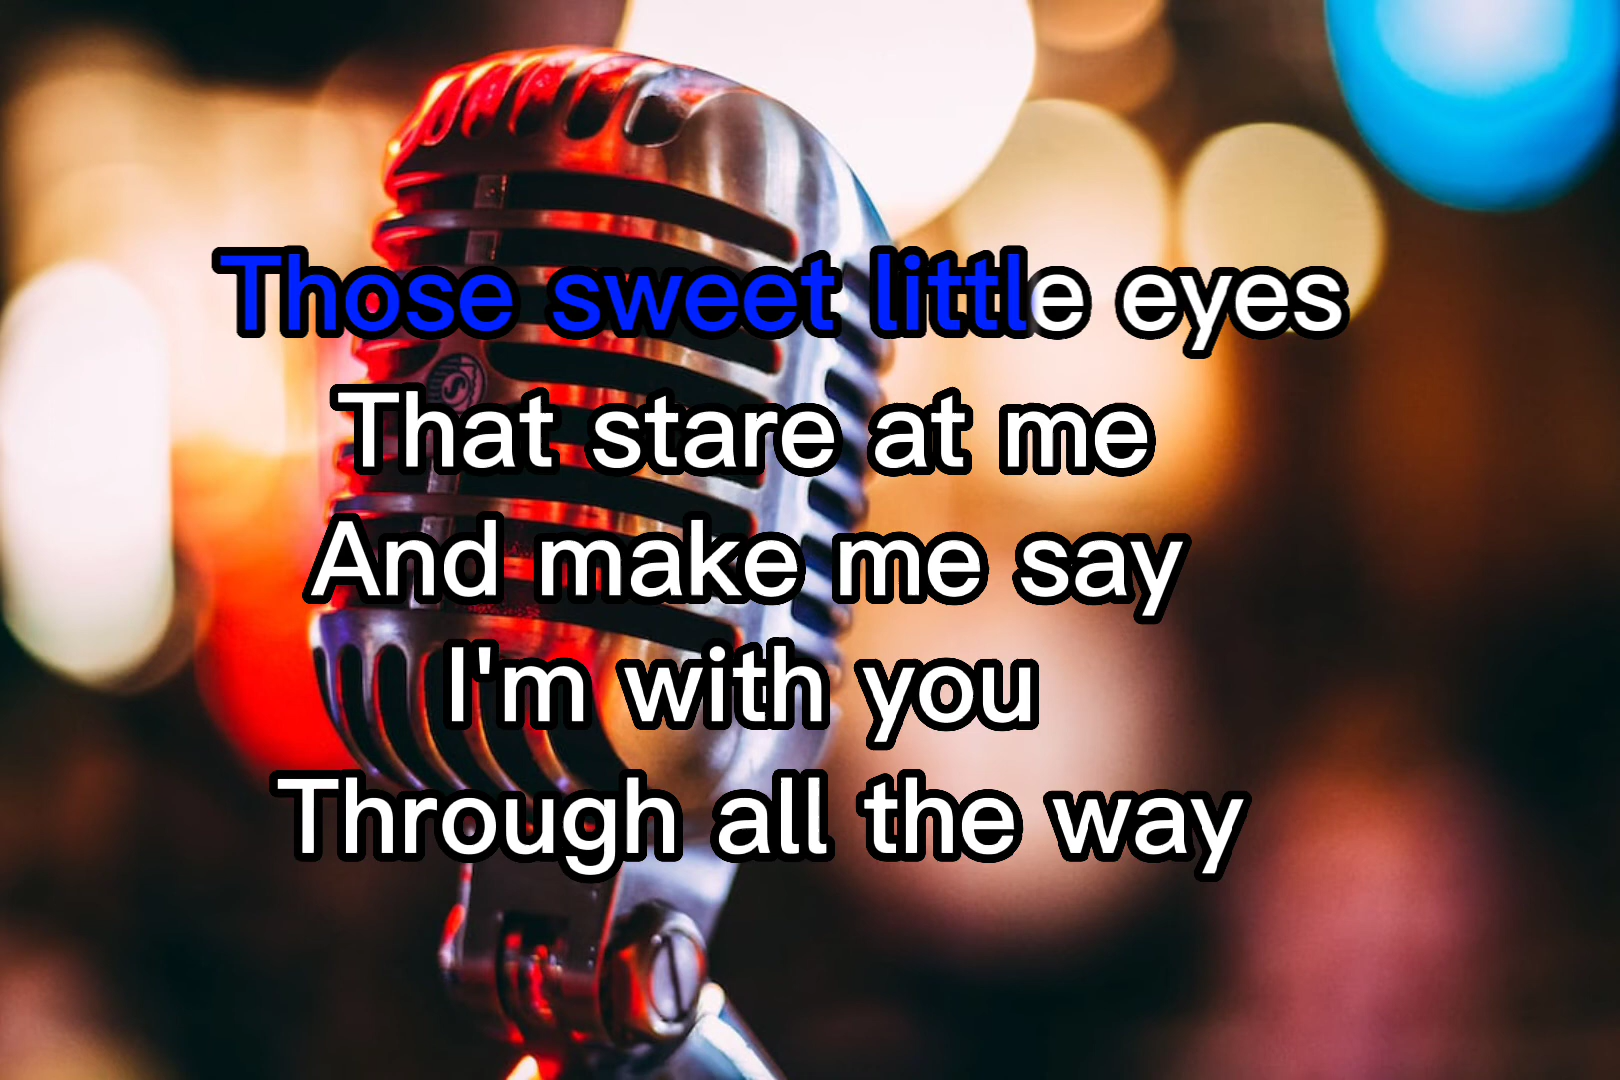 Those sweet little eyes
That stare at me
And make me say
I'm with you
Through all the way